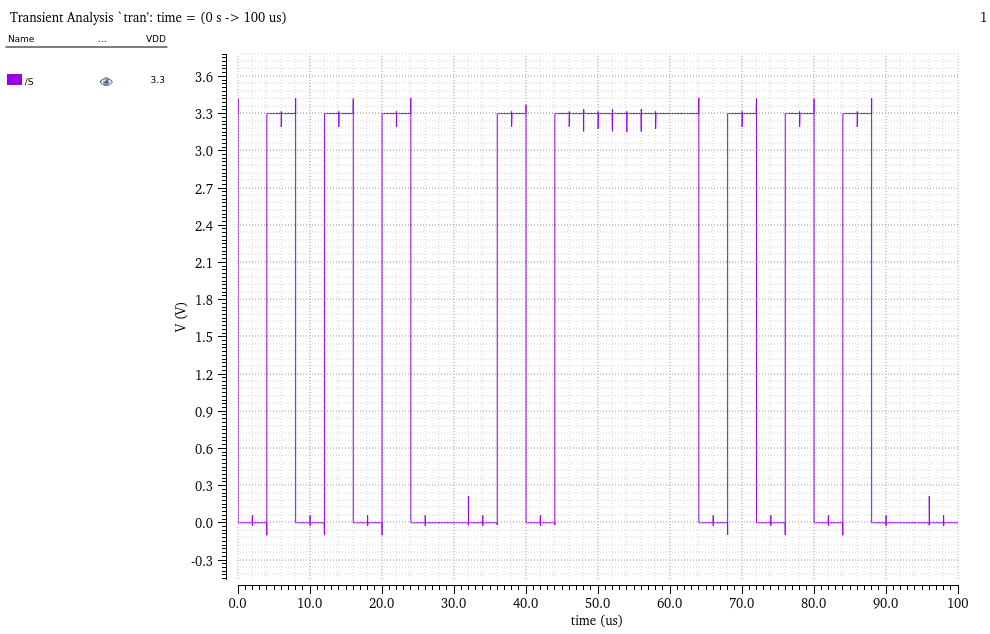 Transient Analysis `tran': time = (0 s -> 100 us)
1
Name ... VDD
/S 3.3
3.6
3.3
3.0
2.7
2.4
2.1
1.8
1.5
1.2
0.9
0.6
0.3
0.0
-0.3
V (V)
0.0 10.0 20.0 30.0 40.0 50.0 60.0 70.0 80.0 90.0 100
time (us)